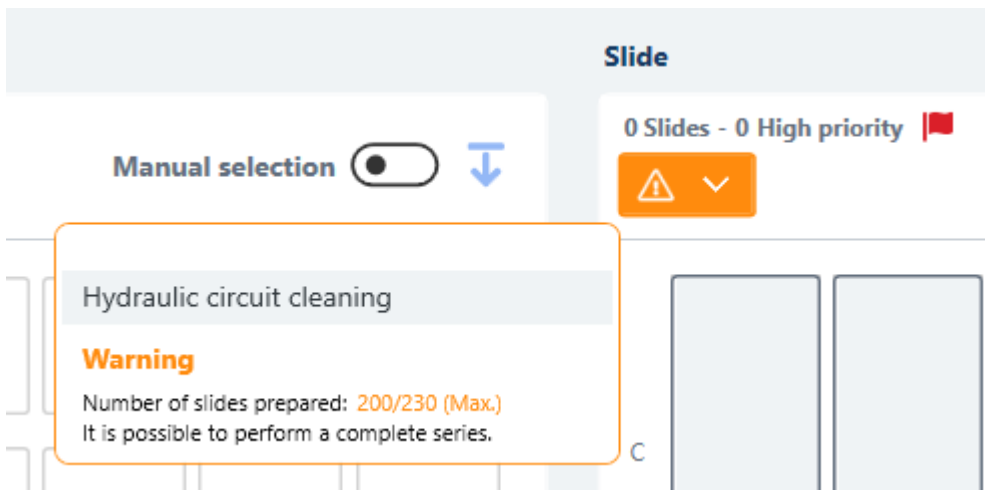 Slide
0 Slides - 0 High priority
Manual selection
Hydraulic circuit cleaning
Warning
Number of slides prepared: 200/230 (Max.)
It is possible to perform a complete series.
C